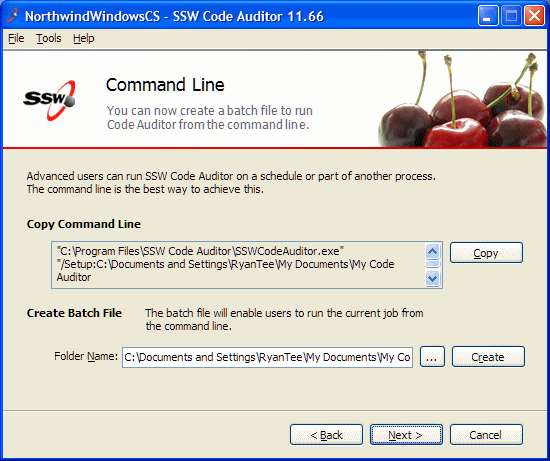 NorthwindWindowsCS - SSW Code Auditor 11.66
File Tools Help
SSW
Command Line
You can now create a batch file to run
Code Auditor from the command line.
Advanced users can run SSW Code Auditor on a schedule or part of another process.
The command line is the best way to achieve this.
Copy Command Line
"C:\Program Files\SSW Code Auditor\SSWCodeAuditor.exe"
"/Setup:C:\Documents and Settings\RyanTee\My Documents\My Code
Auditor
Copy
Create Batch File The batch file will enable users to run the current job from
the command line.
Folder Name: C:\Documents and Settings\RyanTee\My Documents\My Co ... Create
< Back Next > Cancel